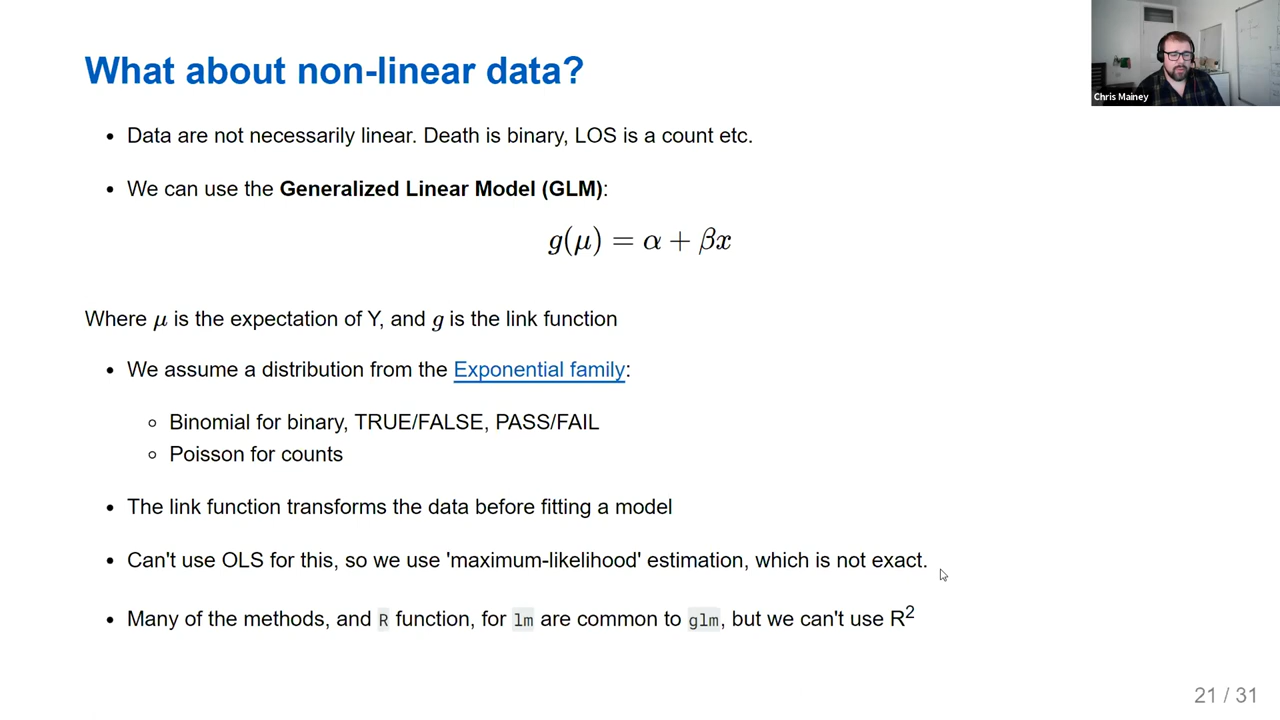 What about non-linear data?
Chris Mainey
• Data are not necessarily linear. Death is binary, LOS is a count etc.
• We can use the Generalized Linear Model (GLM):
g(μ) = α + βx
Where μ is the expectation of Y, and g is the link function
• We assume a distribution from the Exponential family:
◦ Binomial for binary, TRUE/FALSE, PASS/FAIL
◦ Poisson for counts
• The link function transforms the data before fitting a model
• Can't use OLS for this, so we use 'maximum-likelihood' estimation, which is not exact.
• Many of the methods, and R function, for lm are common to glm, but we can't use R²
21 / 31